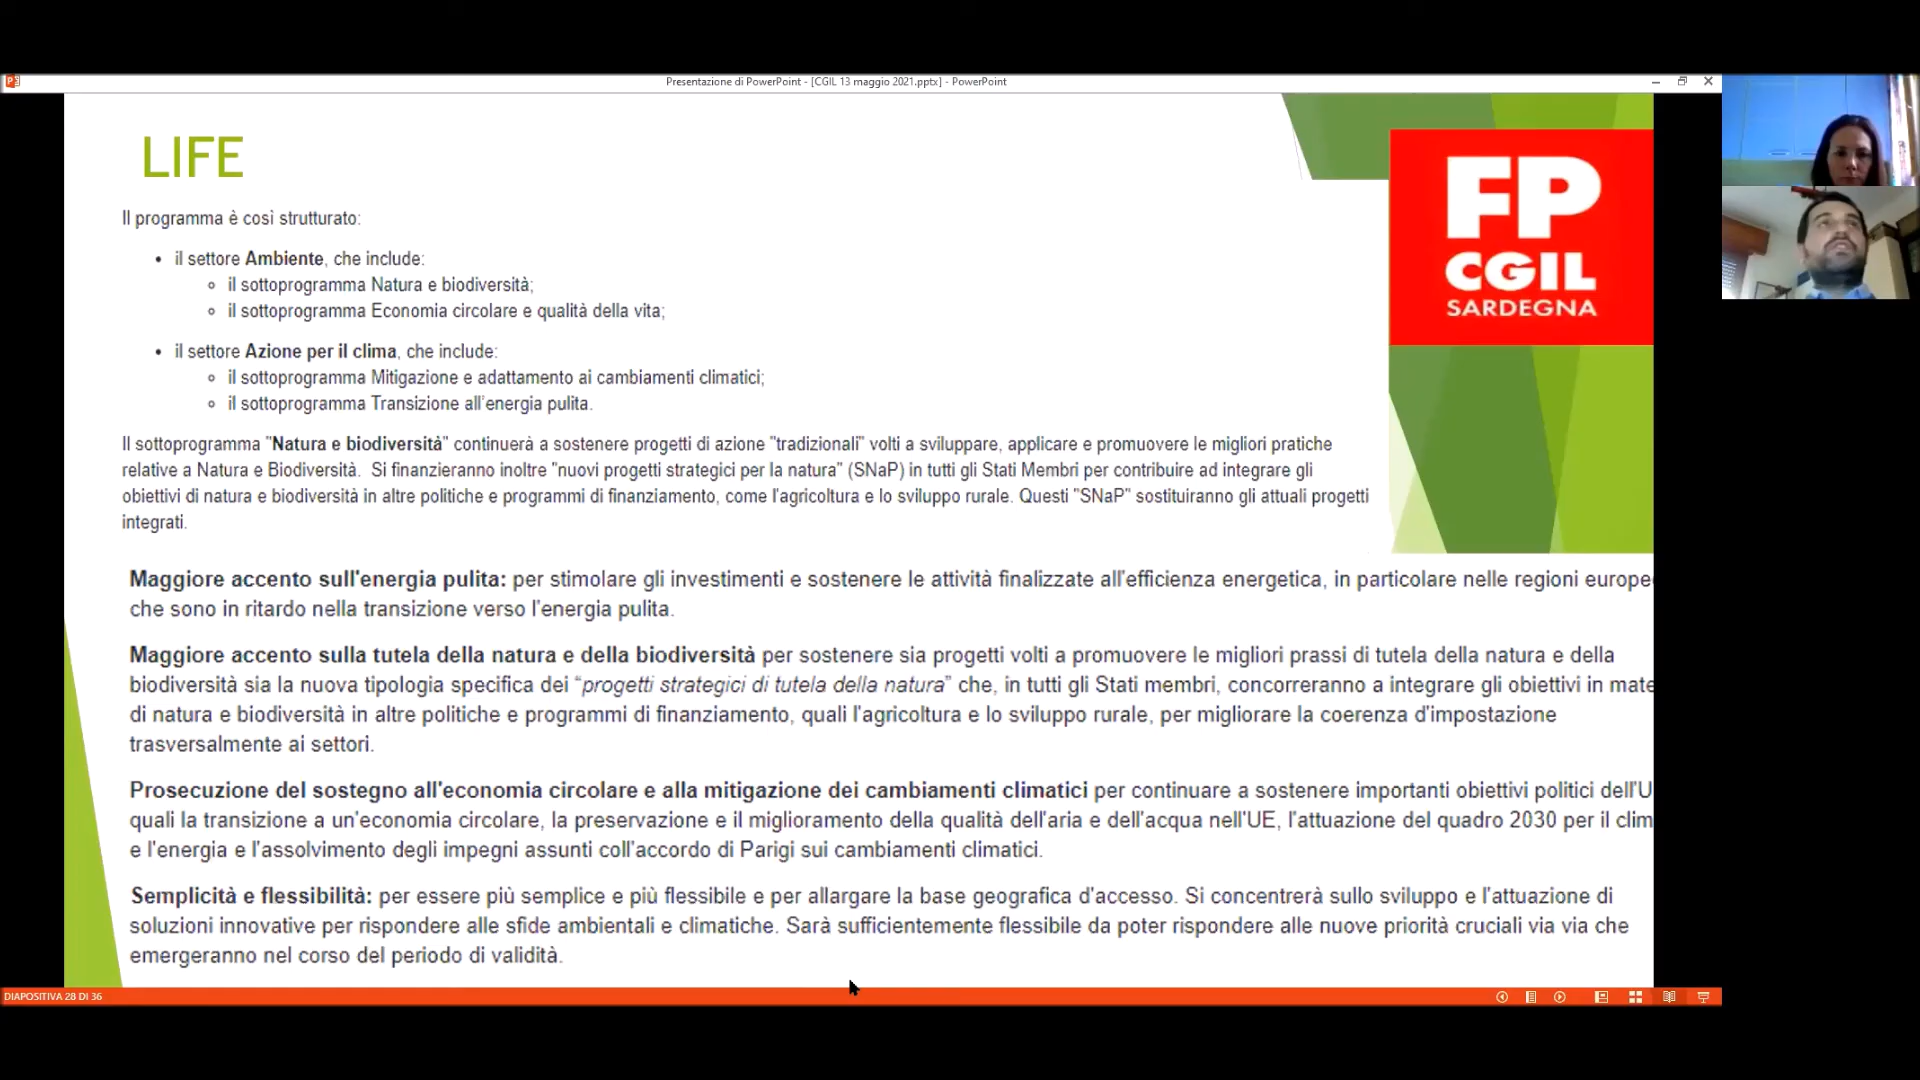 Presentazione di PowerPoint - [CGIL 13 maggio 2021.pptx] - PowerPoint
LIFE
FP
CGIL
SARDEGNA
Il programma è così strutturato:
• il settore Ambiente, che include:
il sottoprogramma Natura e biodiversità;
il sottoprogramma Economia circolare e qualità della vita;
• il settore Azione per il clima, che include:
il sottoprogramma Mitigazione e adattamento ai cambiamenti climatici;
il sottoprogramma Transizione all'energia pulita.
Il sottoprogramma "Natura e biodiversità" continuerà a sostenere progetti di azione "tradizionali" volti a sviluppare, applicare e promuovere le migliori pratiche
relative a Natura e Biodiversità. Si finanzieranno inoltre "nuovi progetti strategici per la natura" (SNaP) in tutti gli Stati Membri per contribuire ad integrare gli
obiettivi di natura e biodiversità in altre politiche e programmi di finanziamento, come l'agricoltura e lo sviluppo rurale. Questi "SNaP" sostituiranno gli attuali progetti
integrati.
Maggiore accento sull'energia pulita: per stimolare gli investimenti e sostenere le attività finalizzate all'efficienza energetica, in particolare nelle regioni europe
che sono in ritardo nella transizione verso l'energia pulita.
Maggiore accento sulla tutela della natura e della biodiversità per sostenere sia progetti volti a promuovere le migliori prassi di tutela della natura e della
biodiversità sia la nuova tipologia specifica dei “progetti strategici di tutela della natura” che, in tutti gli Stati membri, concorreranno a integrare gli obiettivi in mate
di natura e biodiversità in altre politiche e programmi di finanziamento, quali l'agricoltura e lo sviluppo rurale, per migliorare la coerenza d'impostazione
trasversalmente ai settori.
Prosecuzione del sostegno all'economia circolare e alla mitigazione dei cambiamenti climatici per continuare a sostenere importanti obiettivi politici dell'U
quali la transizione a un'economia circolare, la preservazione e il miglioramento della qualità dell'aria e dell'acqua nell'UE, l'attuazione del quadro 2030 per il clim
e l'energia e l'assolvimento degli impegni assunti coll'accordo di Parigi sui cambiamenti climatici.
Semplicità e flessibilità: per essere più semplice e più flessibile e per allargare la base geografica d'accesso. Si concentrerà sullo sviluppo e l'attuazione di
soluzioni innovative per rispondere alle sfide ambientali e climatiche. Sarà sufficientemente flessibile da poter rispondere alle nuove priorità cruciali via via che
emergeranno nel corso del periodo di validità.
DIAPOSITIVA 28 DI 36